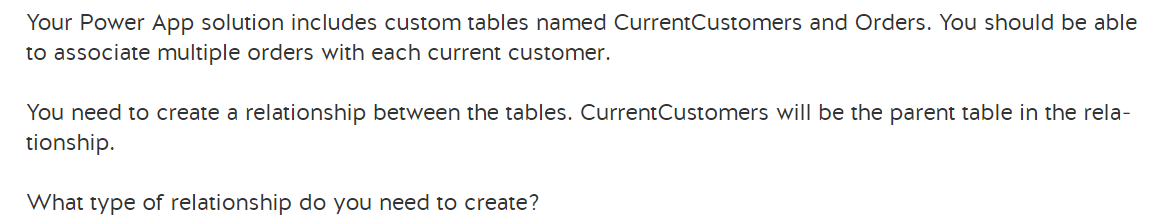 Your Power App solution includes custom tables named CurrentCustomers and Orders. You should be able
to associate multiple orders with each current customer.
You need to create a relationship between the tables. CurrentCustomers will be the parent table in the rela-
tionship.
What type of relationship do you need to create?